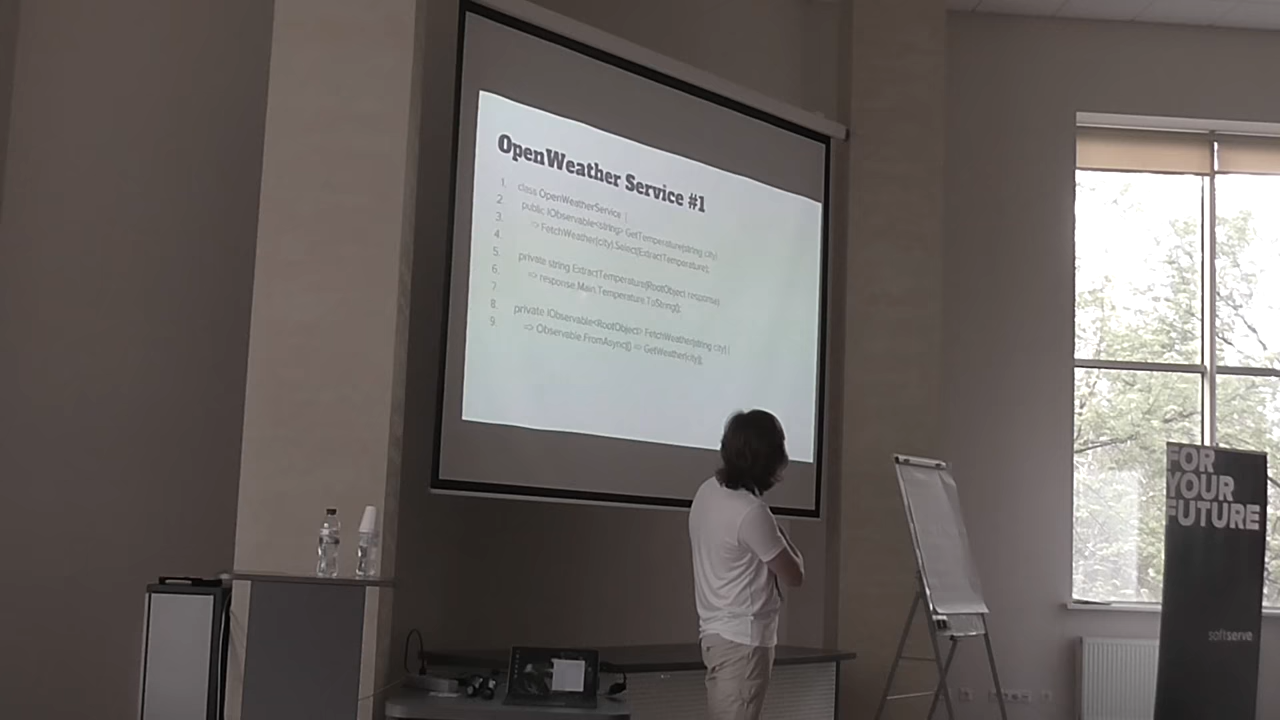 OpenWeather Service #1
1. class OpenWeatherService {
2. public IObservable<string> GetTemperature(string city)
3. => FetchWeather(city).Select(ExtractTemperature);
4.
5. private string ExtractTemperature(RootObject response)
6. => response.Main.Temperature.ToString();
7.
8. private IObservable<RootObject> FetchWeather(string city) {
9. => Observable.FromAsync(() => GetWeather(city));
FOR
YOUR
FUTURE
softserve